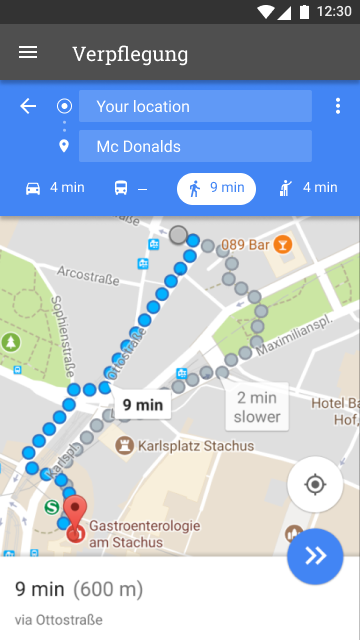 12:30
Verpflegung
Your location
Mc Donalds
4 min
–
9 min
4 min
089 Bar
Arcostraße
Sophienstraße
Ottostraße
Maximilianspl.
9 min
2 min
slower
Hotel Ba
Hof,
Karlsplatz Stachus
Karlspl
S
Gastroenterologie
am Stachus
9 min (600 m)
via Ottostraße